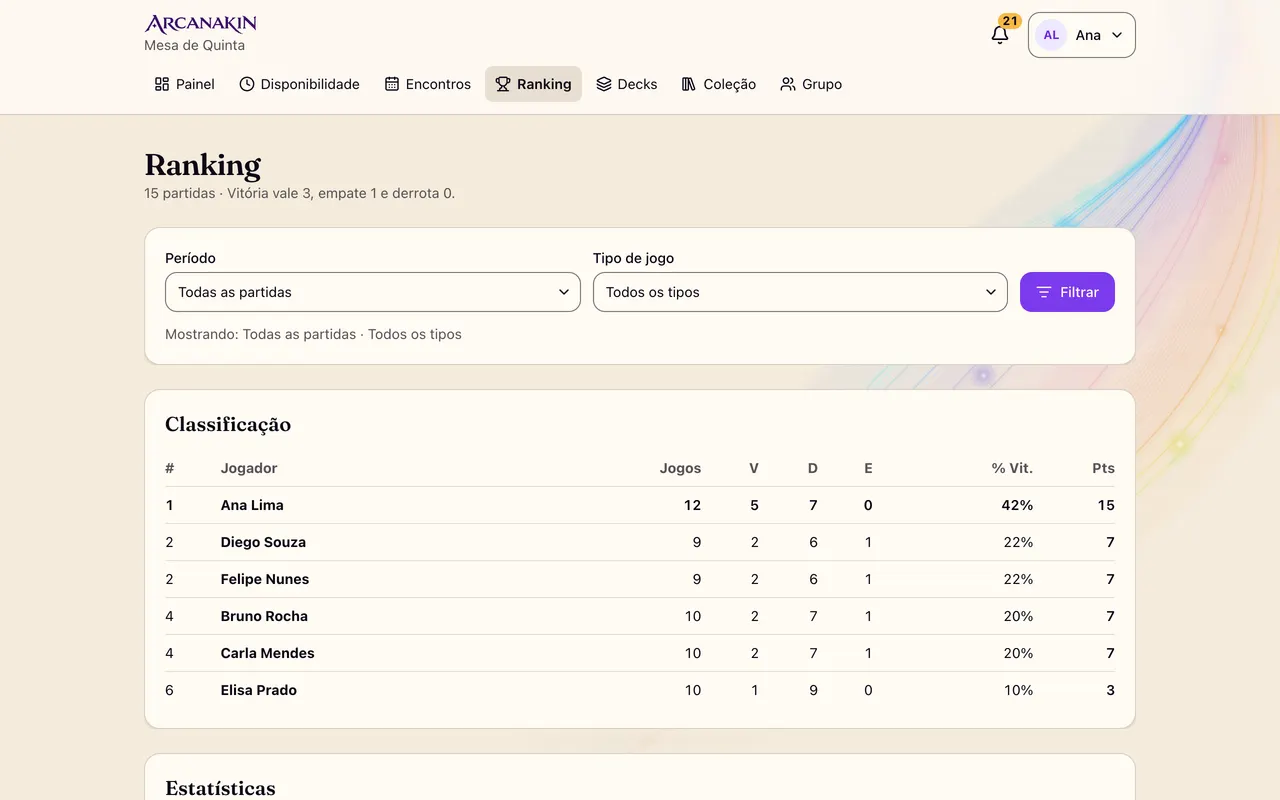 ARCANAKIN
Mesa de Quinta
21
AL Ana
Painel Disponibilidade Encontros Ranking Decks Coleção Grupo
Ranking
15 partidas · Vitória vale 3, empate 1 e derrota 0.
Período Tipo de jogo
Todas as partidas Todos os tipos Filtrar
Mostrando: Todas as partidas · Todos os tipos
Classificação
# Jogador Jogos V D E % Vit. Pts
1 Ana Lima 12 5 7 0 42% 15
2 Diego Souza 9 2 6 1 22% 7
2 Felipe Nunes 9 2 6 1 22% 7
4 Bruno Rocha 10 2 7 1 20% 7
4 Carla Mendes 10 2 7 1 20% 7
6 Elisa Prado 10 1 9 0 10% 3
Estatísticas